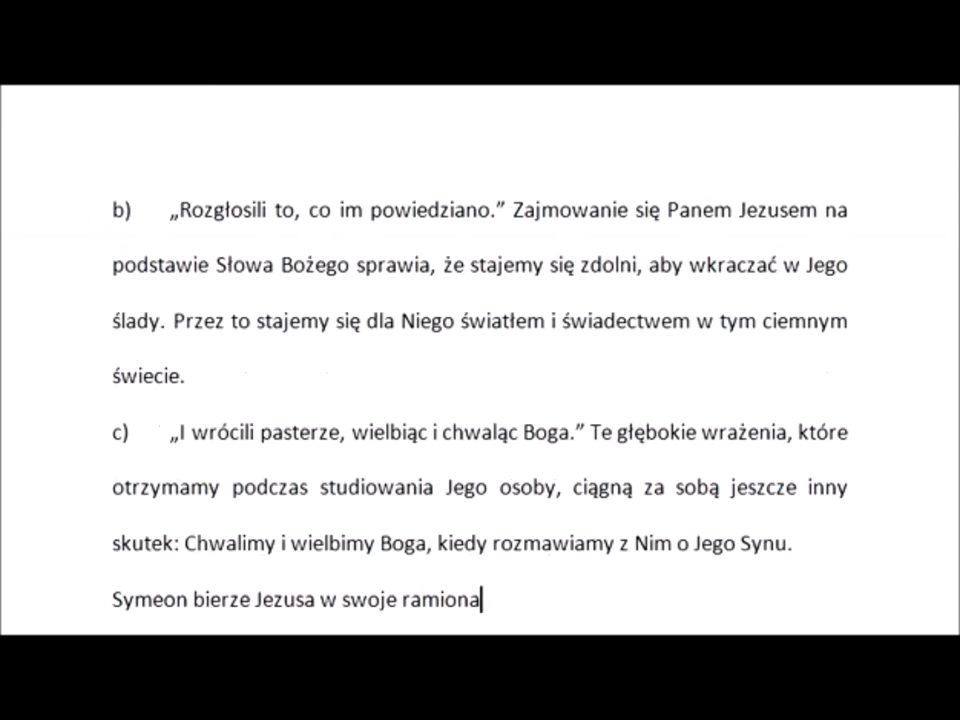 b) „Rozgłosili to, co im powiedziano.” Zajmowanie się Panem Jezusem na
podstawie Słowa Bożego sprawia, że stajemy się zdolni, aby wkraczać w Jego
ślady. Przez to stajemy się dla Niego światłem i świadectwem w tym ciemnym
świecie.
c) „I wrócili pasterze, wielbiąc i chwaląc Boga.” Te głębokie wrażenia, które
otrzymamy podczas studiowania Jego osoby, ciągną za sobą jeszcze inny
skutek: Chwalimy i wielbimy Boga, kiedy rozmawiamy z Nim o Jego Synu.
Symeon bierze Jezusa w swoje ramiona